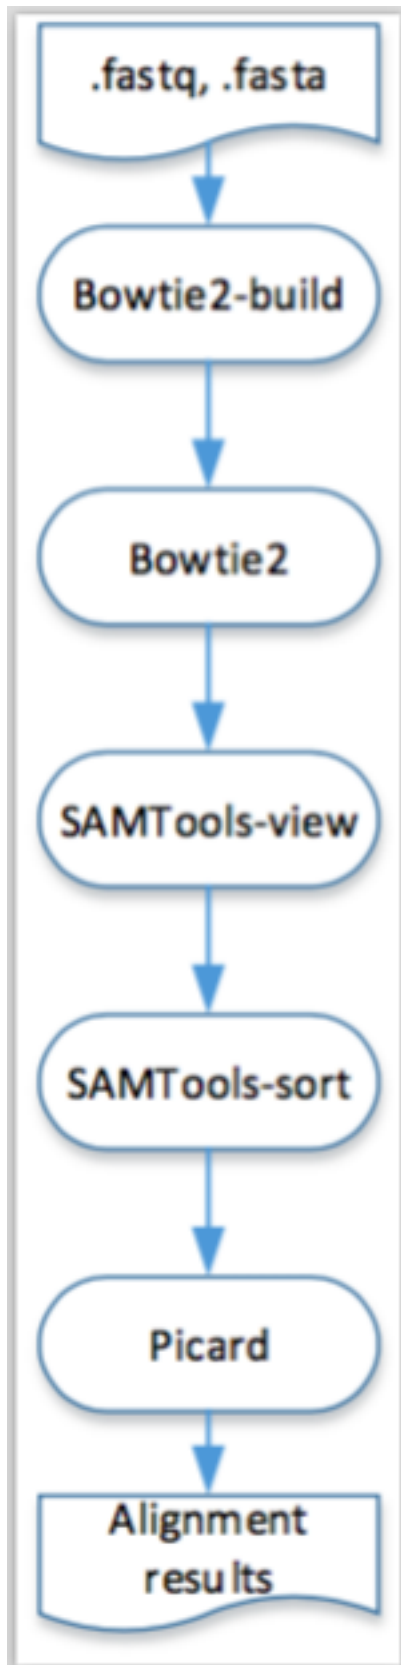 .fastq, .fasta
Bowtie2-build
Bowtie2
SAMTools-view
SAMTools-sort
Picard
Alignment
results